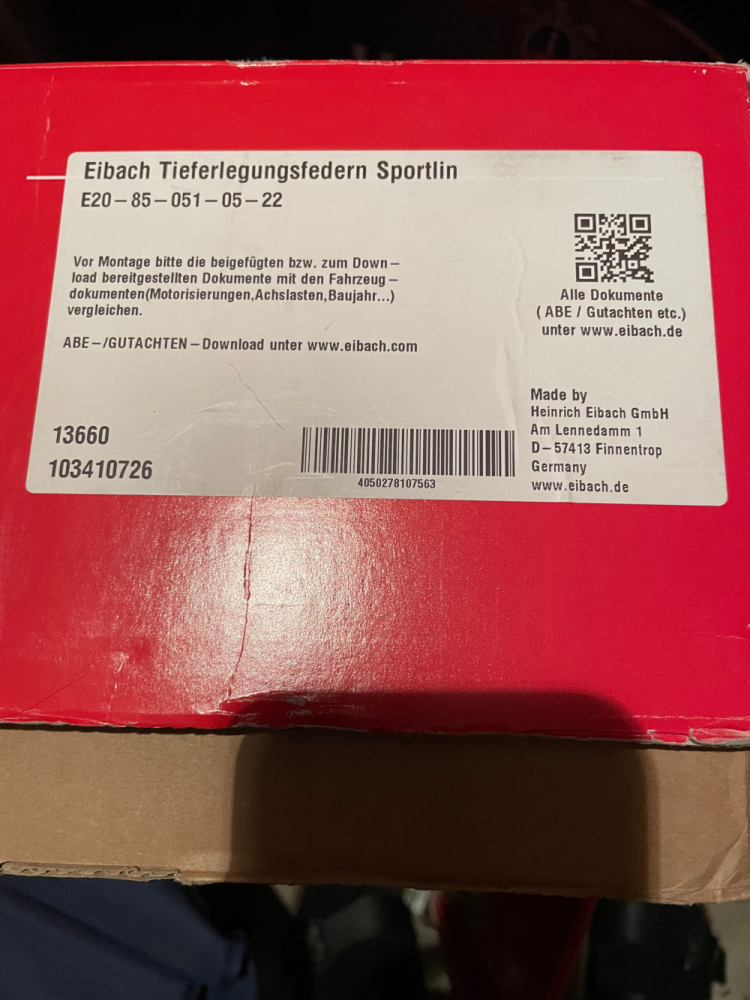 Eibach Tieferlegungsfedern Sportlin
E20-85-051-05-22
Vor Montage bitte die beigefügten bzw. zum Down-
load bereitgestellten Dokumente mit den Fahrzeug-
dokumenten(Motorisierungen,Achslasten,Baujahr...)
vergleichen.
ABE-/GUTACHTEN-Download unter www.eibach.com
Alle Dokumente
( ABE / Gutachten etc.)
unter www.eibach.de
13660
103410726
4050278107563
Made by
Heinrich Eibach GmbH
Am Lennedamm 1
D-57413 Finnentrop
Germany
www.eibach.de